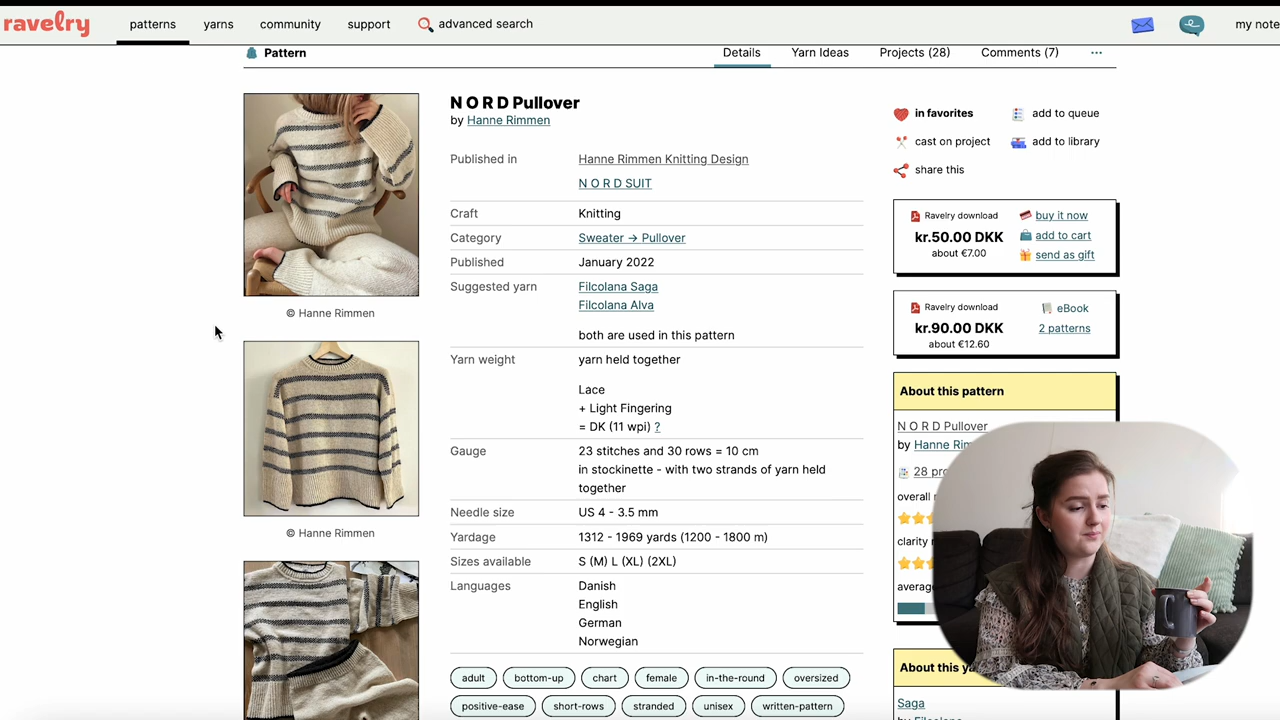 ravelry
patterns
yarns
community
support
advanced search
my note
Pattern
Details
Yarn Ideas
Projects (28)
Comments (7)
N O R D Pullover
by Hanne Rimmen
Published in
Hanne Rimmen Knitting Design
N O R D SUIT
Craft
Knitting
Category
Sweater → Pullover
Published
January 2022
Suggested yarn
Filcolana Saga
Filcolana Alva
both are used in this pattern
Yarn weight
yarn held together
Lace
+ Light Fingering
= DK (11 wpi) ?
Gauge
23 stitches and 30 rows = 10 cm
in stockinette - with two strands of yarn held
together
Needle size
US 4 - 3.5 mm
Yardage
1312 - 1969 yards (1200 - 1800 m)
Sizes available
S (M) L (XL) (2XL)
Languages
Danish
English
German
Norwegian
adult
bottom-up
chart
female
in-the-round
oversized
positive-ease
short-rows
stranded
unisex
written-pattern
© Hanne Rimmen
© Hanne Rimmen
in favorites
add to queue
cast on project
add to library
share this
Ravelry download
kr.50.00 DKK
about €7.00
buy it now
add to cart
send as gift
Ravelry download
kr.90.00 DKK
about €12.60
eBook
2 patterns
About this pattern
N O R D Pullover
by Hanne Rim
28 pro
overall r
clarity r
average
About this ya
Saga